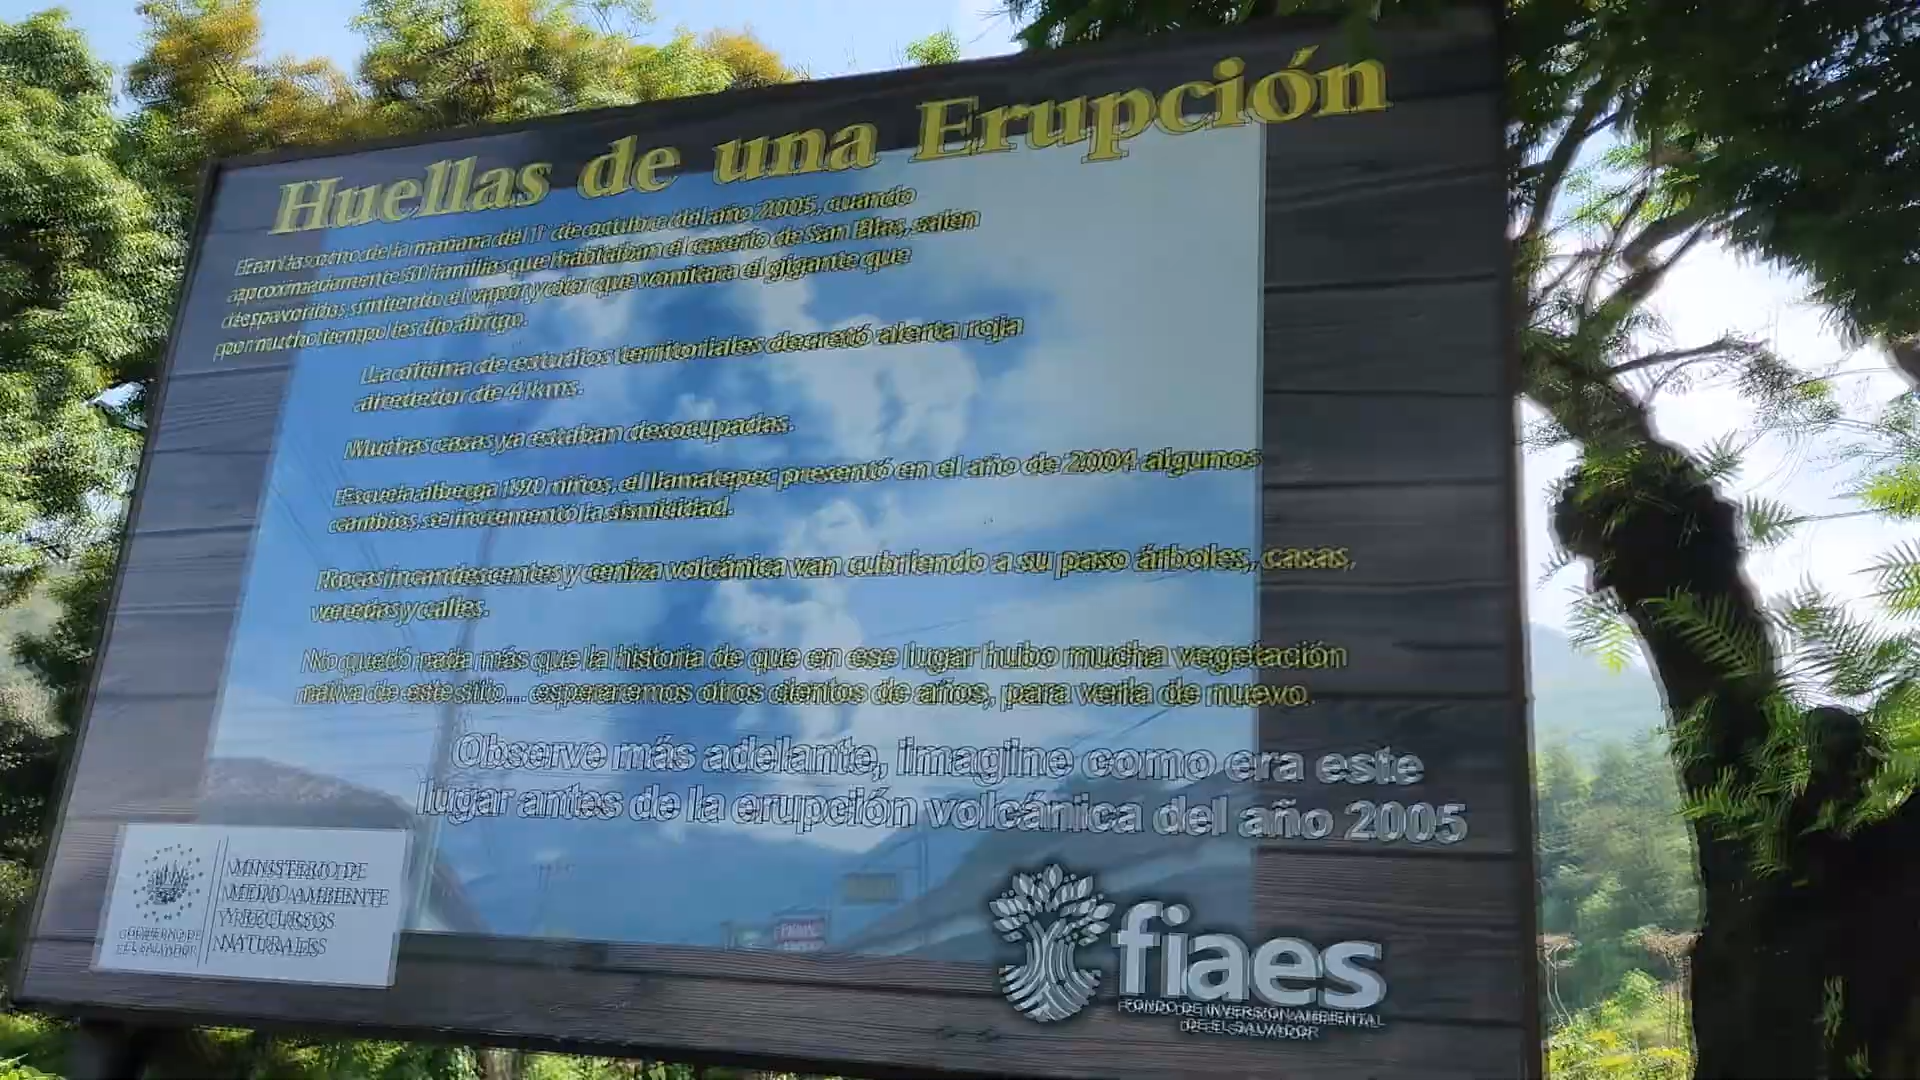 Huellas de una Erupción
Eran las ocho de la mañana del 1° de octubre del año 2005, cuando
aproximadamente 50 familias que habitaban el caserío de San Blas, salen
despavoridos, sintiento el vapor y olor que vomitara el gigante que
por mucho tiempo les dio abrigo.
La oficina de estudios territoriales decretó alerta roja
alrededor de 4 kms.
Muchas casas ya estaban desocupadas.
Escuela alberga niños, el Ilamatepec presentó en el año de 2004 algunos
cambios, se incrementó la sismicidad.
Rocas incandescentes y ceniza volcánica van cubriendo a su paso árboles, casas,
veredas y calles.
No quedó nada más que la historia de que en ese lugar hubo mucha vegetación
nativa de este sitio... esperaremos otros cientos de años, para verla de nuevo.
Observe más adelante, imagine como era este
lugar antes de la erupción volcánica del año 2005
MINISTERIO DE
MEDIO AMBIENTE
Y RECURSOS
NATURALES
GOBIERNO DE
EL SALVADOR
fiaes
FONDO DE INVERSIÓN AMBIENTAL
DE EL SALVADOR